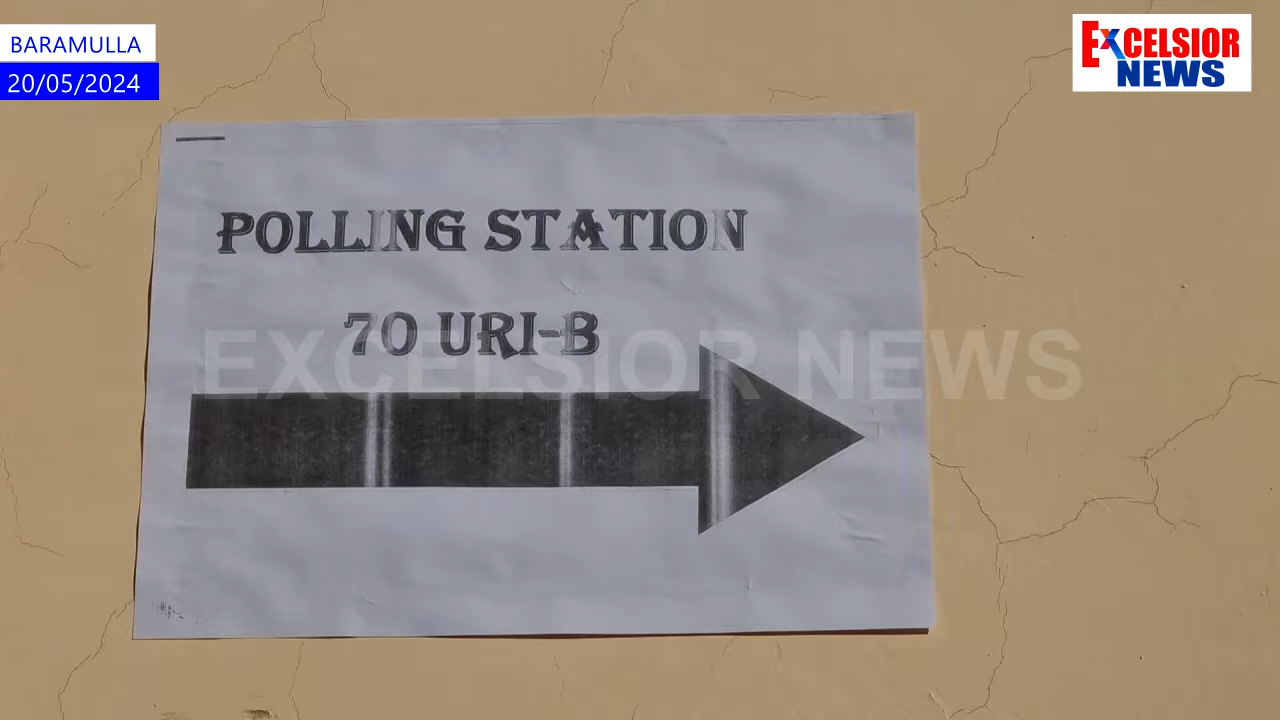 BARAMULLA
20/05/2024
EXCELSIOR
NEWS
POLLING STATION
70 URI-B
EXCELSIOR NEWS